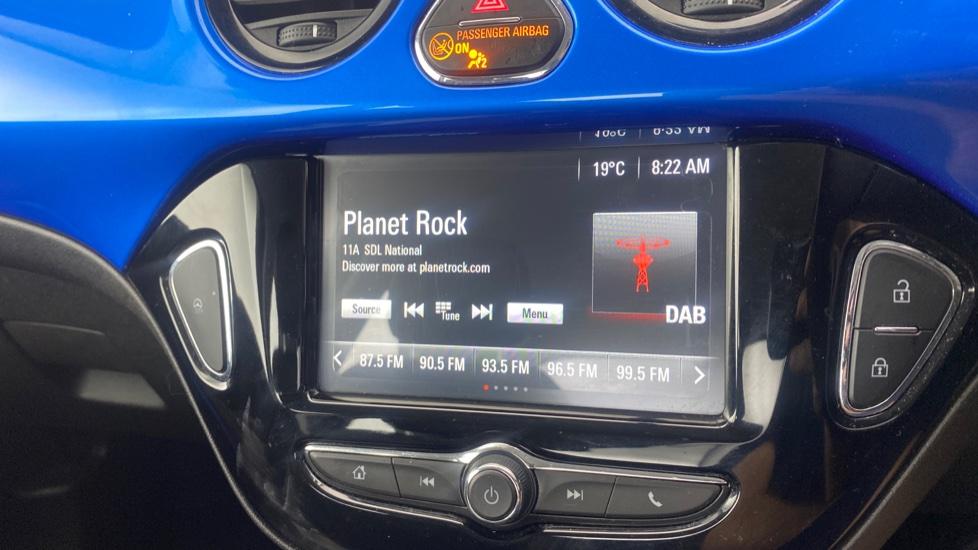 PASSENGER AIRBAG
ON
2
19°C 8:22 AM
Planet Rock
11A SDL National
Discover more at planetrock.com
Source Tune Menu
DAB
87.5 FM 90.5 FM 93.5 FM 96.5 FM 99.5 FM